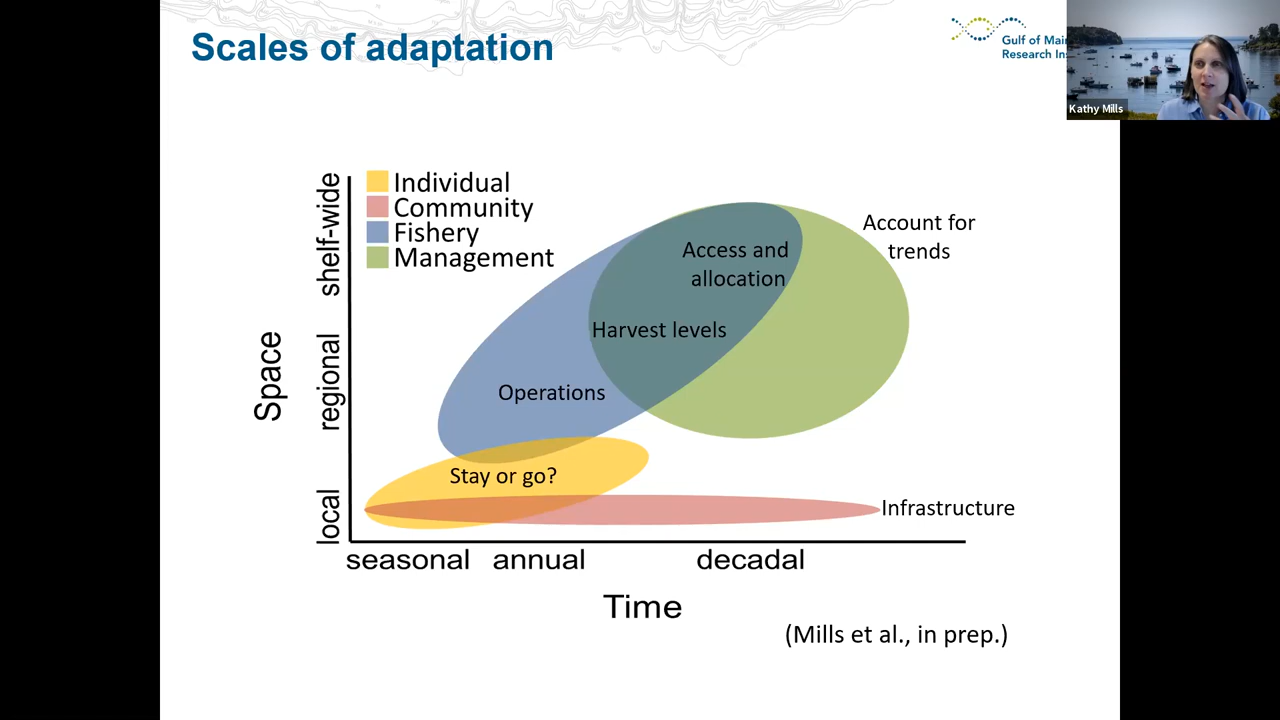 Scales of adaptation
Gulf of Mai
Research Ins
Kathy Mills
Individual
Community
Fishery
Management
Space
shelf-wide
regional
local
Access and
allocation
Account for
trends
Harvest levels
Operations
Stay or go?
Infrastructure
seasonal annual decadal
Time
(Mills et al., in prep.)